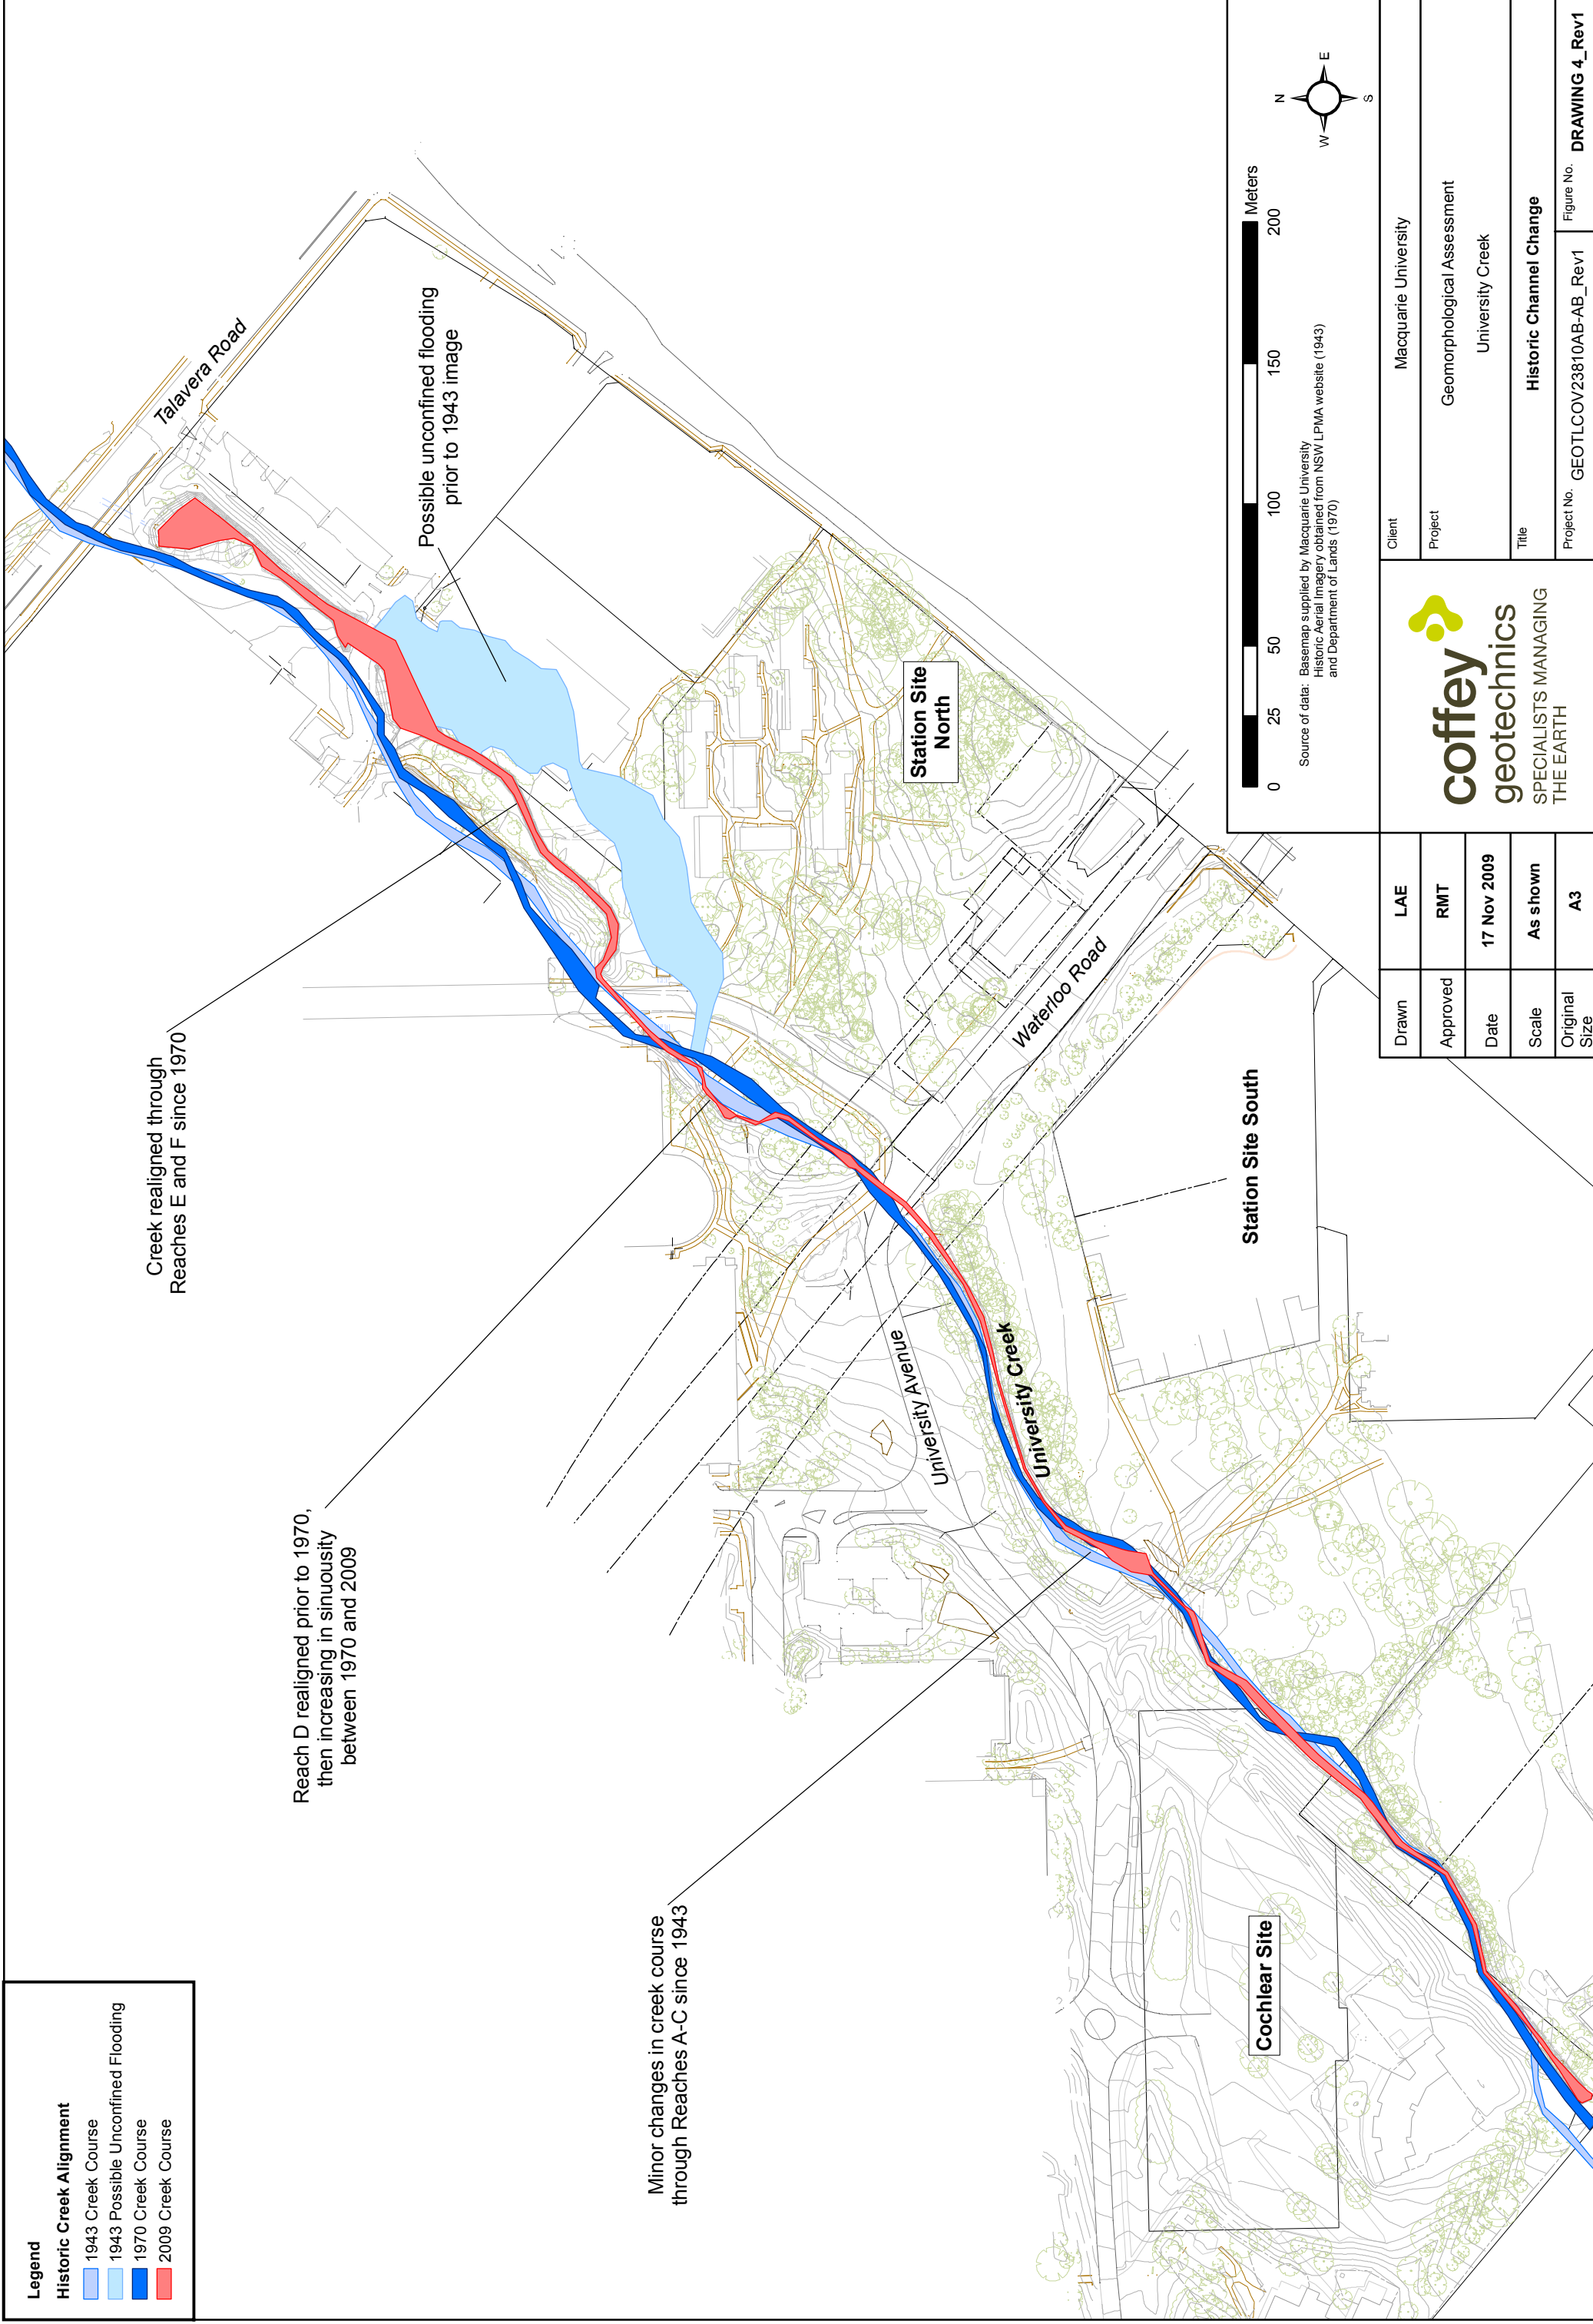 Legend
Historic Creek Alignment
1943 Creek Course
1943 Possible Unconfined Flooding
1970 Creek Course
2009 Creek Course
Creek realigned through
Reaches E and F since 1970
Reach D realigned prior to 1970,
then increasing in sinuousity
between 1970 and 2009
Minor changes in creek course
through Reaches A-C since 1943
Possible unconfined flooding
prior to 1943 image
Talavera Road
Station Site
North
Waterloo Road
University Avenue
University Creek
Station Site South
Cochlear Site
0 25 50 100 150 200
Meters
N
E
S
W
Source of data: Basemap supplied by Macquarie University
Historic Aerial Imagery obtained from NSW LPMA website (1943)
and Department of Lands (1970)
Drawn LAE
Approved RMT
Date 17 Nov 2009
Scale As shown
Original
Size A3
coffey
geotechnics
SPECIALISTS MANAGING
THE EARTH
Client Macquarie University
Project Geomorphological Assessment
University Creek
Title Historic Channel Change
Project No. GEOTLCOV23810AB-AB_Rev1
Figure No. DRAWING 4_Rev1